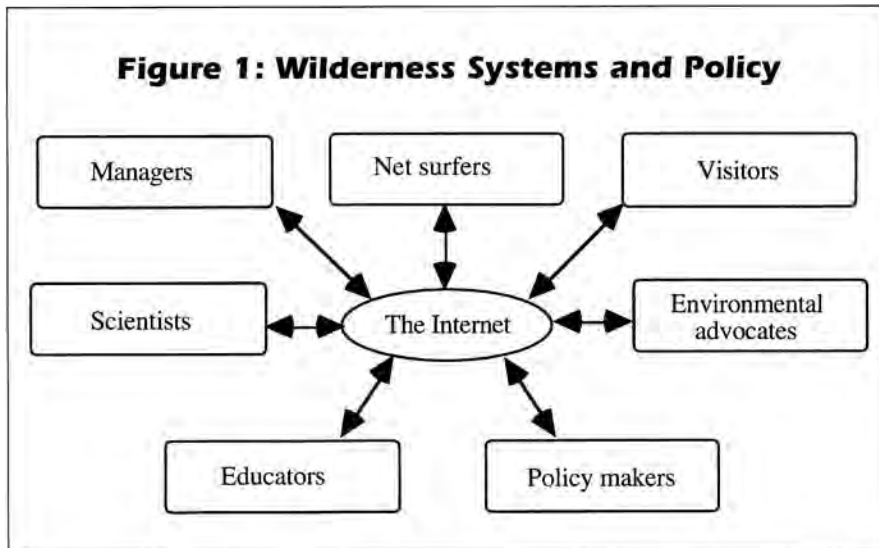 Figure 1: Wilderness Systems and Policy
Managers
Net surfers
Visitors
Scientists
The Internet
Environmental
advocates
Educators
Policy makers